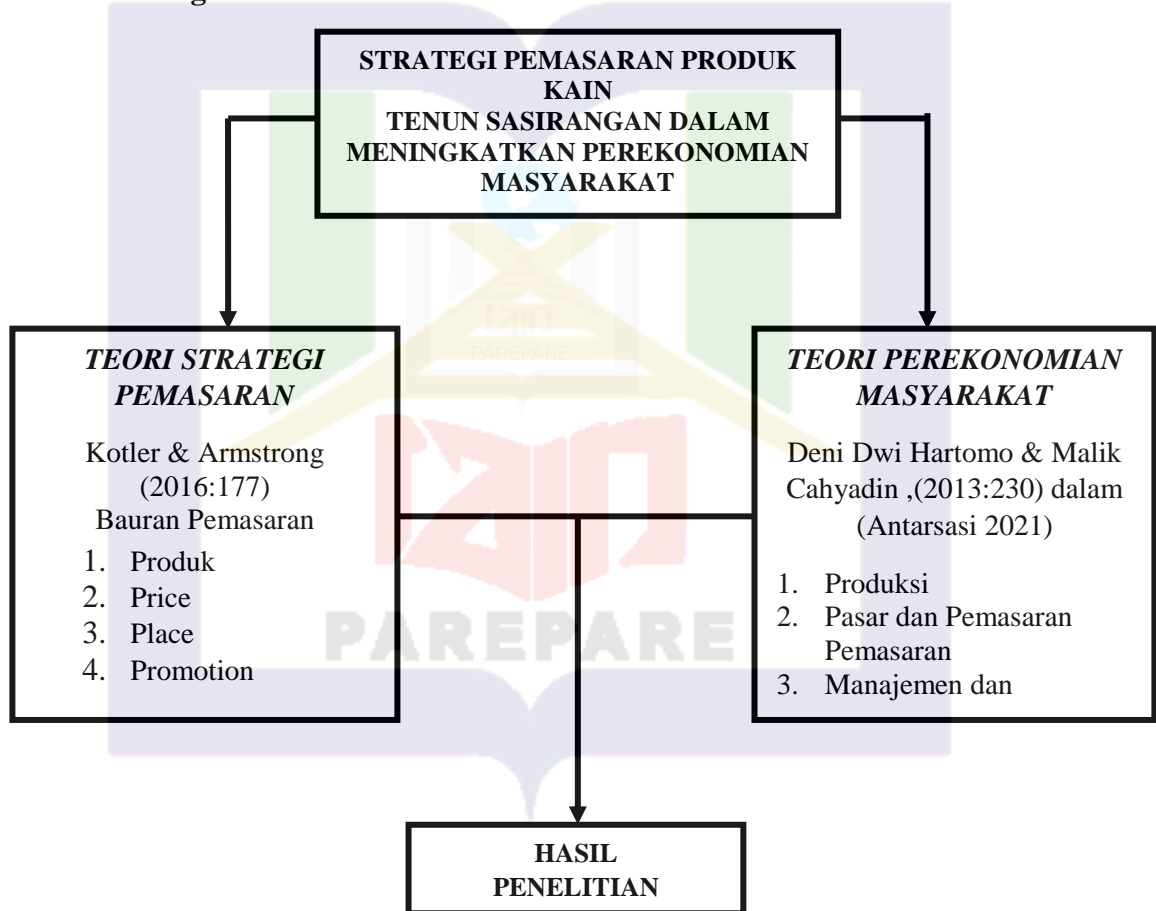 STRATEGI PEMASARAN PRODUK
KAIN
TENUN SASIRANGAN DALAM
MENINGKATKAN PEREKONOMIAN
MASYARAKAT
TEORI STRATEGI
PEMASARAN
Kotler & Armstrong
(2016:177)
Bauran Pemasaran
1. Produk
2. Price
3. Place
4. Promotion
TEORI PEREKONOMIAN
MASYARAKAT
Deni Dwi Hartomo & Malik
Cahyadin ,(2013:230) dalam
(Antarsasi 2021)
1. Produksi
2. Pasar dan Pemasaran
Pemasaran
3. Manajemen dan
PAREPARE
PAREPARE
HASIL
PENELITIAN